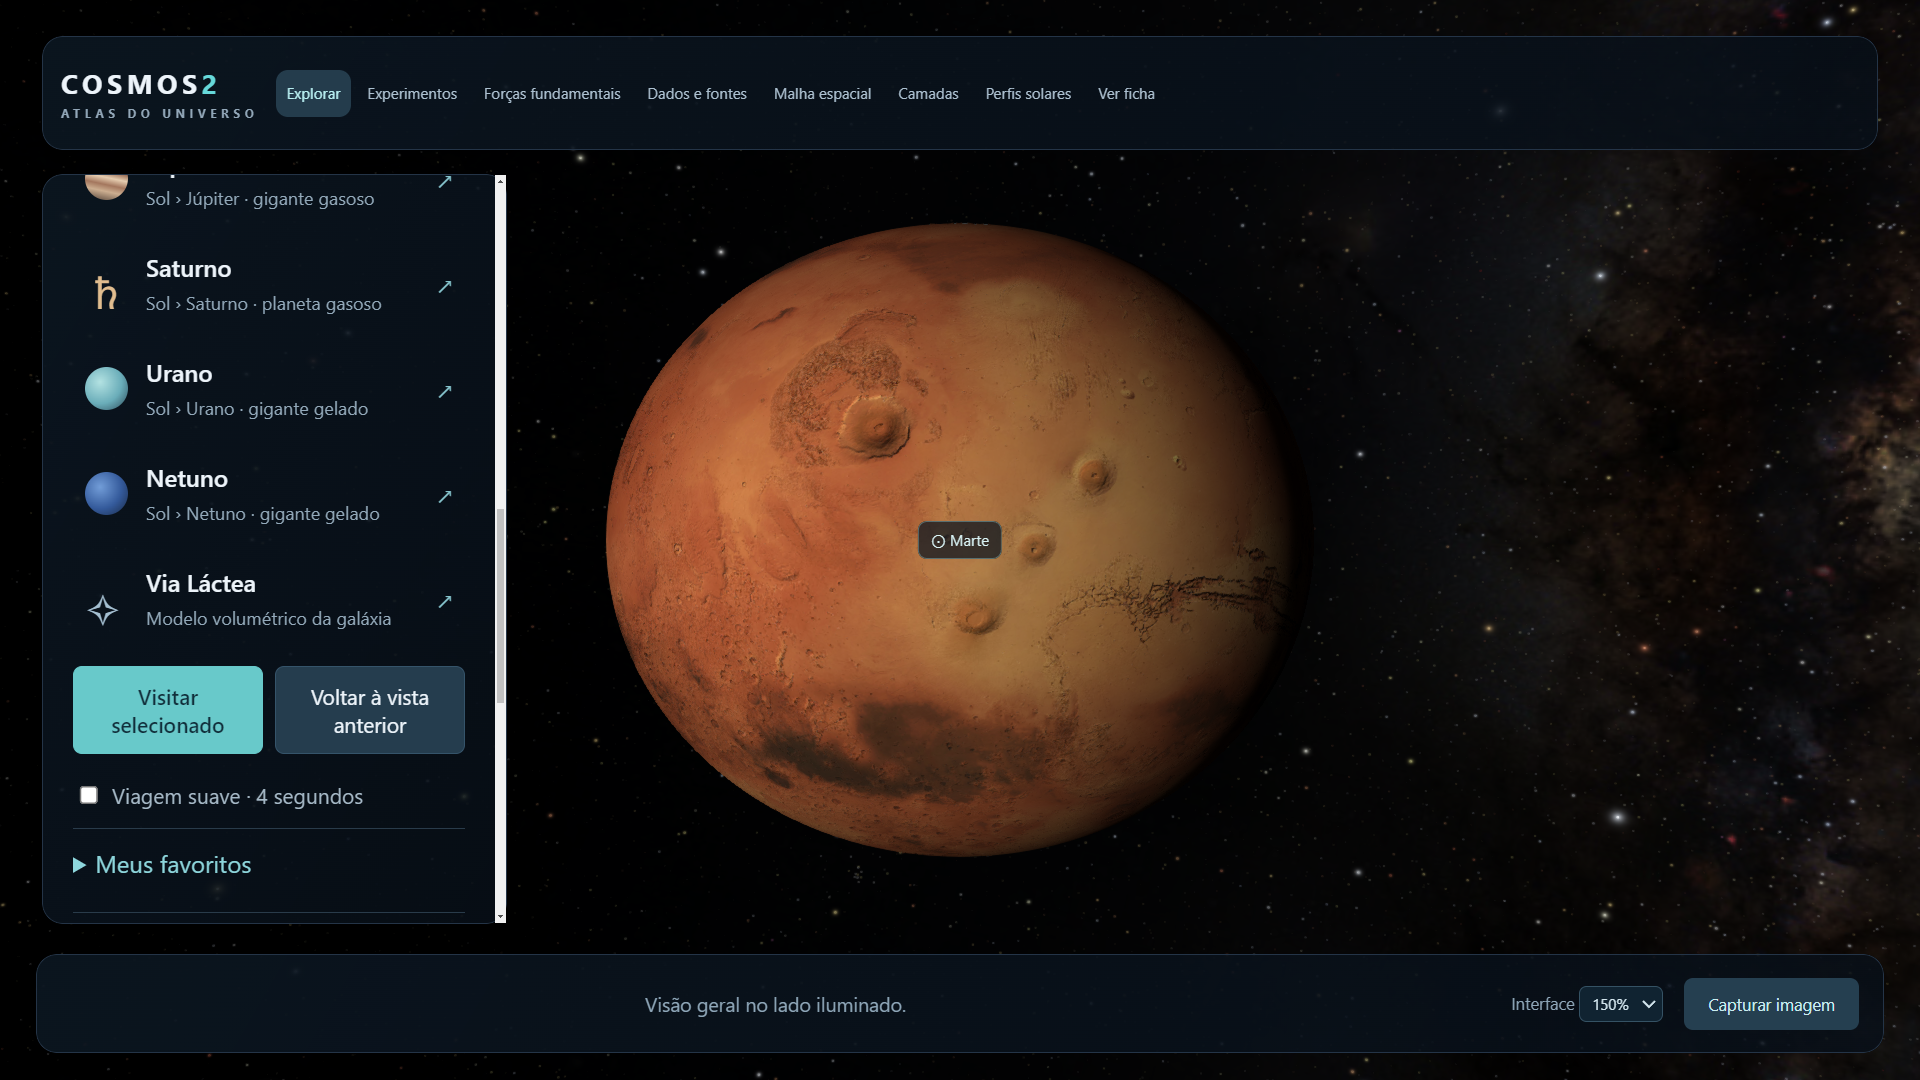 COSMOS2
ATLAS DO UNIVERSO
Explorar
Experimentos
Forças fundamentais
Dados e fontes
Malha espacial
Camadas
Perfis solares
Ver ficha
Sol › Júpiter · gigante gasoso
Saturno
Sol › Saturno · planeta gasoso
Urano
Sol › Urano · gigante gelado
Netuno
Sol › Netuno · gigante gelado
Via Láctea
Modelo volumétrico da galáxia
Visitar
selecionado
Voltar à vista
anterior
Viagem suave · 4 segundos
Meus favoritos
Marte
Visão geral no lado iluminado.
Interface
150%
Capturar imagem